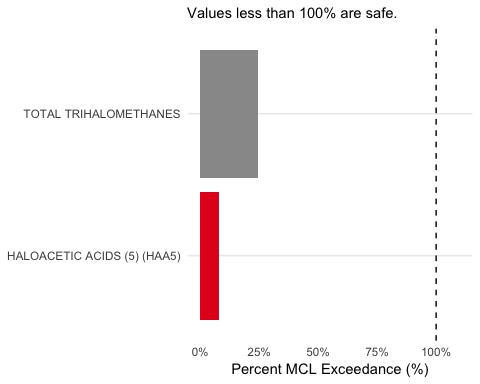 Values less than 100% are safe.
TOTAL TRIHALOMETHANES
HALOACETIC ACIDS (5) (HAA5)
0% 25% 50% 75% 100%
Percent MCL Exceedance (%)